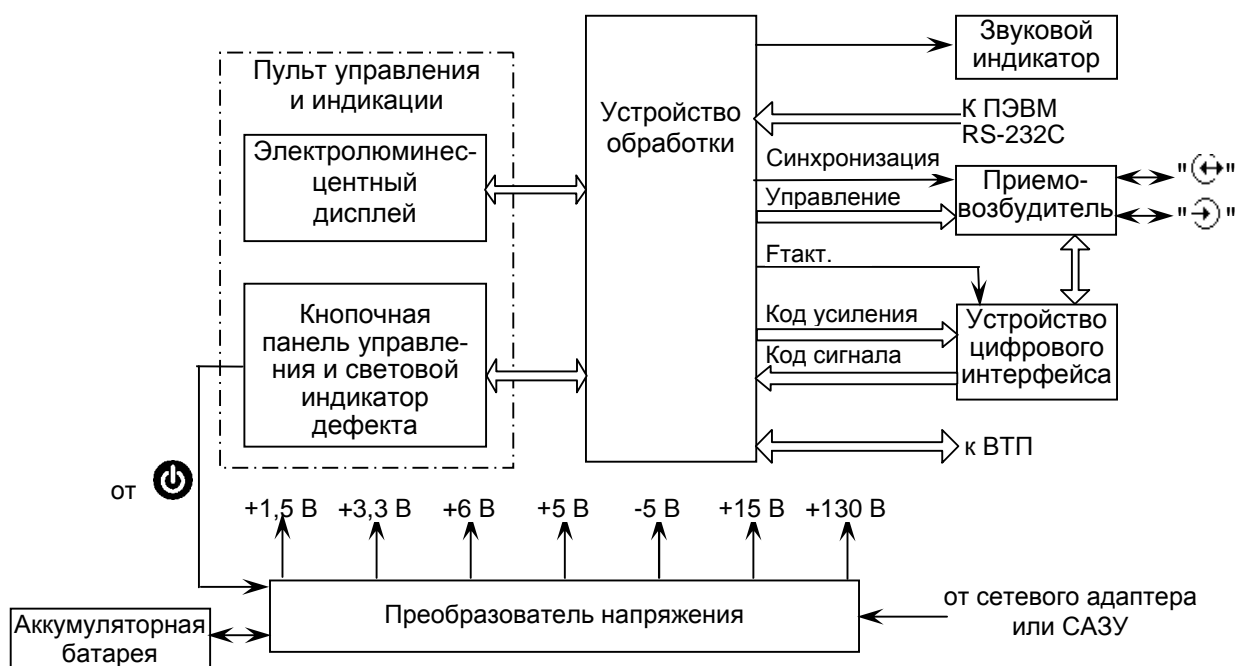 Звуковой
индикатор
Пульт управления
и индикации
Устройство
обработки
К ПЭВМ
RS-232C
Электролюминес-
центный
дисплей
Синхронизация
Управление
Приемо-
возбудитель
" "
" "
Fтакт.
Кнопочная
панель управле-
ния и световой
индикатор
дефекта
Код усиления
Код сигнала
Устройство
цифрового
интерфейса
к ВТП
от
+1,5 В +3,3 В +6 В +5 В -5 В +15 В +130 В
Преобразователь напряжения
от сетевого адаптера
или САЗУ
Аккумуляторная
батарея